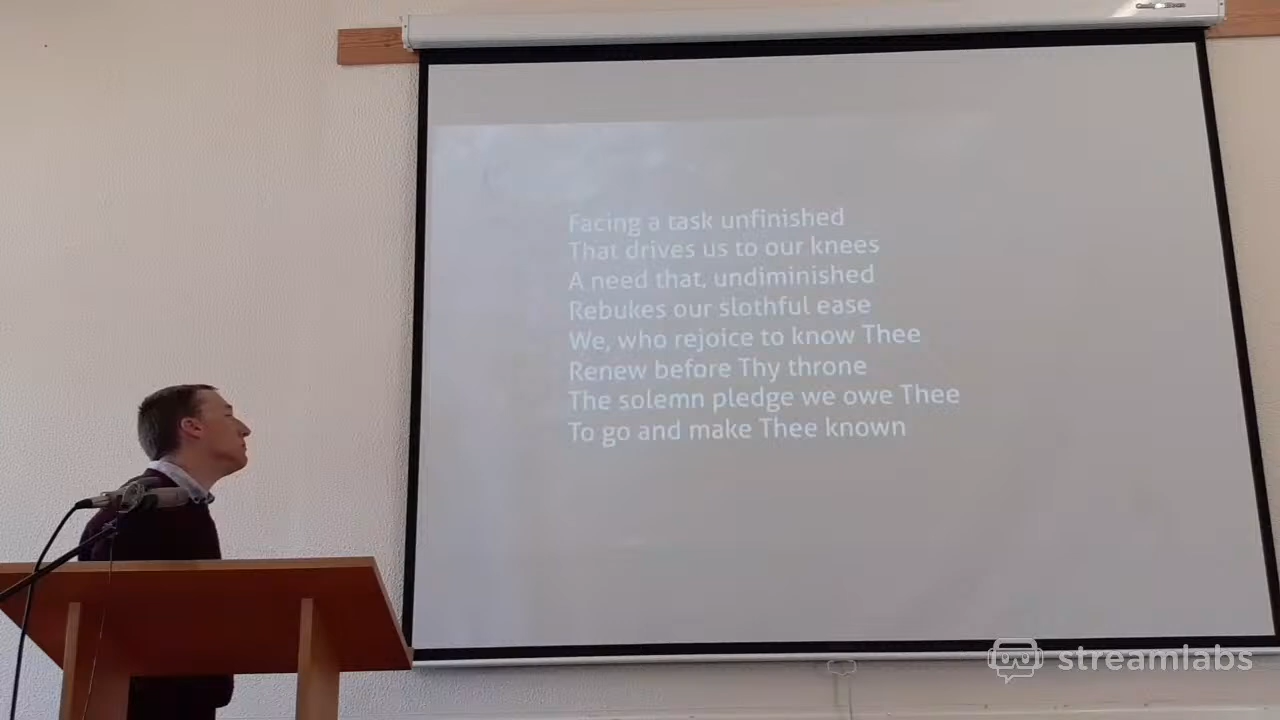 Facing a task unfinished
That drives us to our knees
A need that, undiminished
Rebukes our slothful ease
We, who rejoice to know Thee
Renew before Thy throne
The solemn pledge we owe Thee
To go and make Thee known
streamlabs